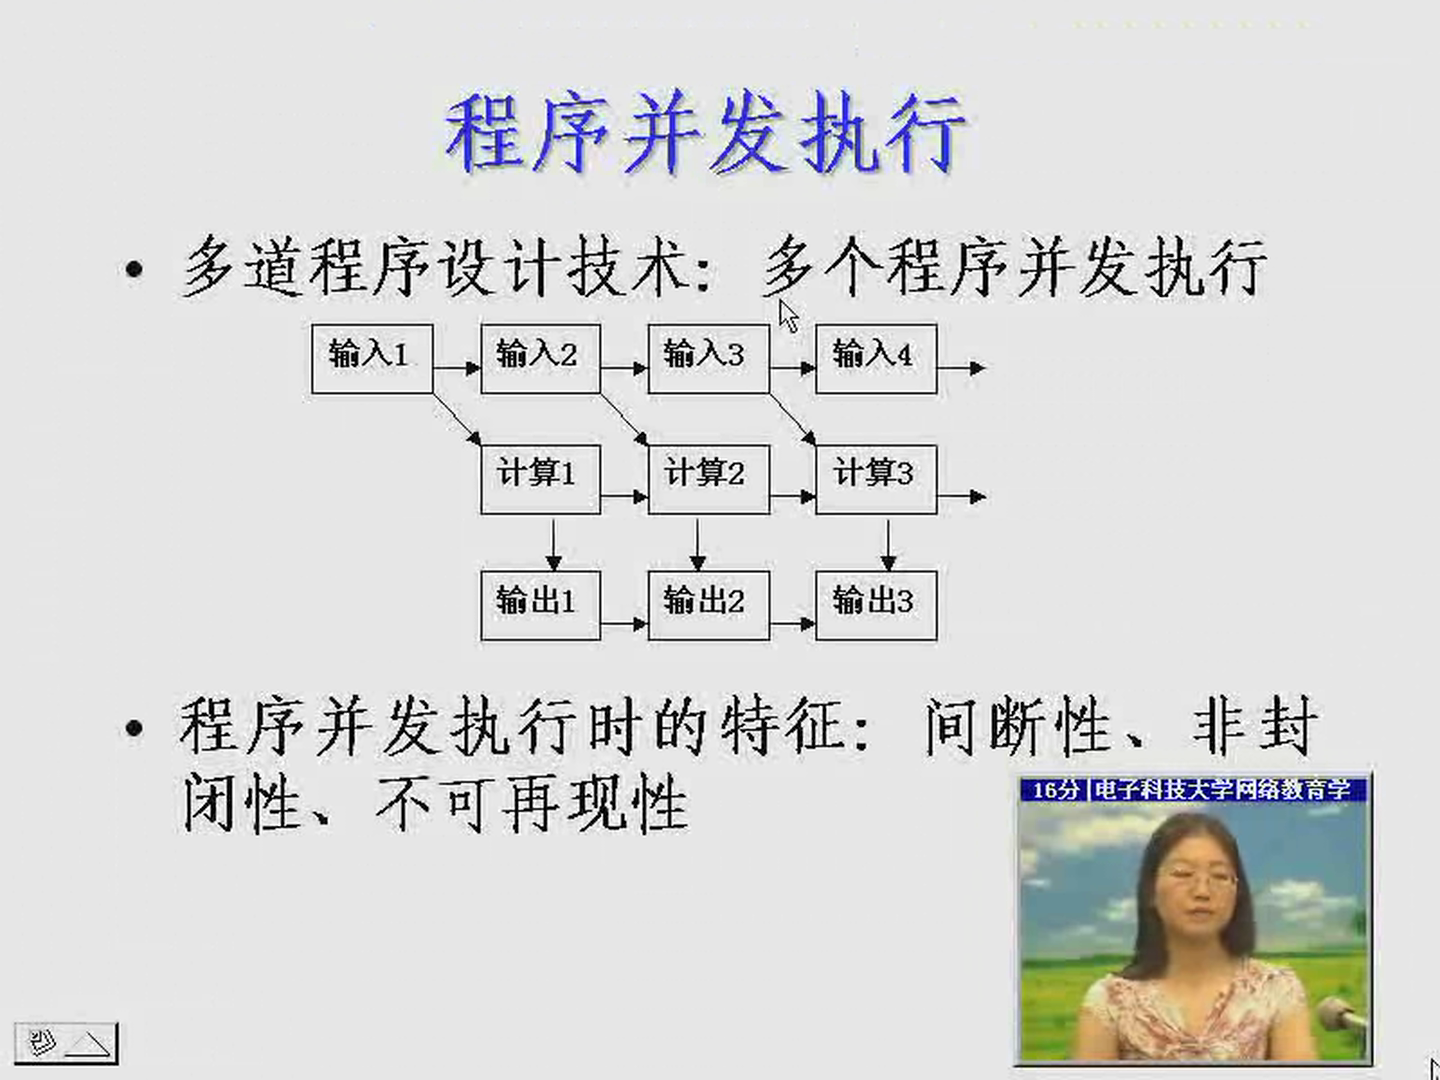 程序并发执行
• 多道程序设计技术：多个程序并发执行
输入1 输入2 输入3 输入4
计算1 计算2 计算3
输出1 输出2 输出3
• 程序并发执行时的特征：间断性、非封
闭性、不可再现性
16分 电子科技大学网络教育学